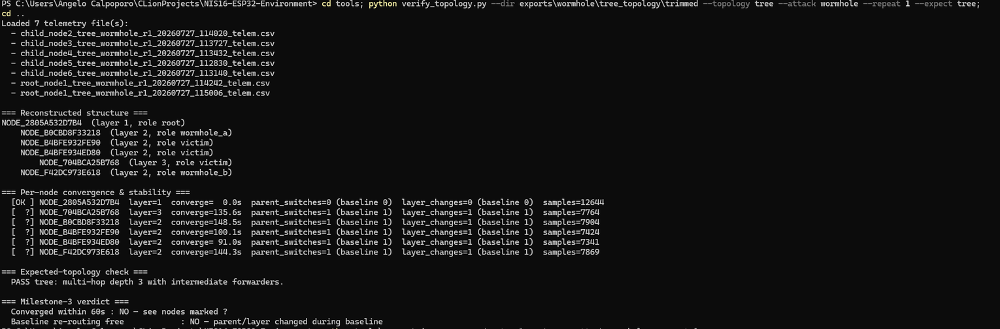 PS C:\Users\Angelo Calpoporo\CLionProjects\NIS16-ESP32-Environment> cd tools; python verify_topology.py --dir exports\wormhole\tree_topology\trimmed --topology tree --attack wormhole --repeat 1 --expect tree;
cd ..
Loaded 7 telemetry file(s):
  - child_node2_tree_wormhole_r1_20260727_114020_telem.csv
  - child_node3_tree_wormhole_r1_20260727_113727_telem.csv
  - child_node4_tree_wormhole_r1_20260727_113432_telem.csv
  - child_node5_tree_wormhole_r1_20260727_112830_telem.csv
  - child_node6_tree_wormhole_r1_20260727_113140_telem.csv
  - root_node1_tree_wormhole_r1_20260727_114242_telem.csv
  - root_node1_tree_wormhole_r1_20260727_115006_telem.csv

=== Reconstructed structure ===
NODE_2805A532D7B4  (layer 1, role root)
    NODE_B0CBD8F33218  (layer 2, role wormhole_a)
    NODE_B4BFE932FE90  (layer 2, role victim)
    NODE_B4BFE934ED80  (layer 2, role victim)
        NODE_704BCA25B768  (layer 3, role victim)
    NODE_F42DC973E618  (layer 2, role wormhole_b)

=== Per-node convergence & stability ===
  [OK ] NODE_2805A532D7B4  layer=1  converge=  0.0s  parent_switches=0 (baseline 0)  layer_changes=0 (baseline 0)  samples=12644
  [  ?] NODE_704BCA25B768  layer=3  converge=135.6s  parent_switches=1 (baseline 1)  layer_changes=1 (baseline 1)  samples=7764
  [  ?] NODE_B0CBD8F33218  layer=2  converge=148.5s  parent_switches=1 (baseline 1)  layer_changes=1 (baseline 1)  samples=7904
  [  ?] NODE_B4BFE932FE90  layer=2  converge=100.1s  parent_switches=1 (baseline 1)  layer_changes=1 (baseline 1)  samples=7424
  [  ?] NODE_B4BFE934ED80  layer=2  converge= 91.0s  parent_switches=1 (baseline 1)  layer_changes=1 (baseline 1)  samples=7341
  [  ?] NODE_F42DC973E618  layer=2  converge=144.3s  parent_switches=1 (baseline 1)  layer_changes=1 (baseline 1)  samples=7869

=== Expected-topology check ===
  PASS tree: multi-hop depth 3 with intermediate forwarders.

=== Milestone-3 verdict ===
  Converged within 60s : NO — see nodes marked ?
  Baseline re-routing free           : NO — parent/layer changed during baseline